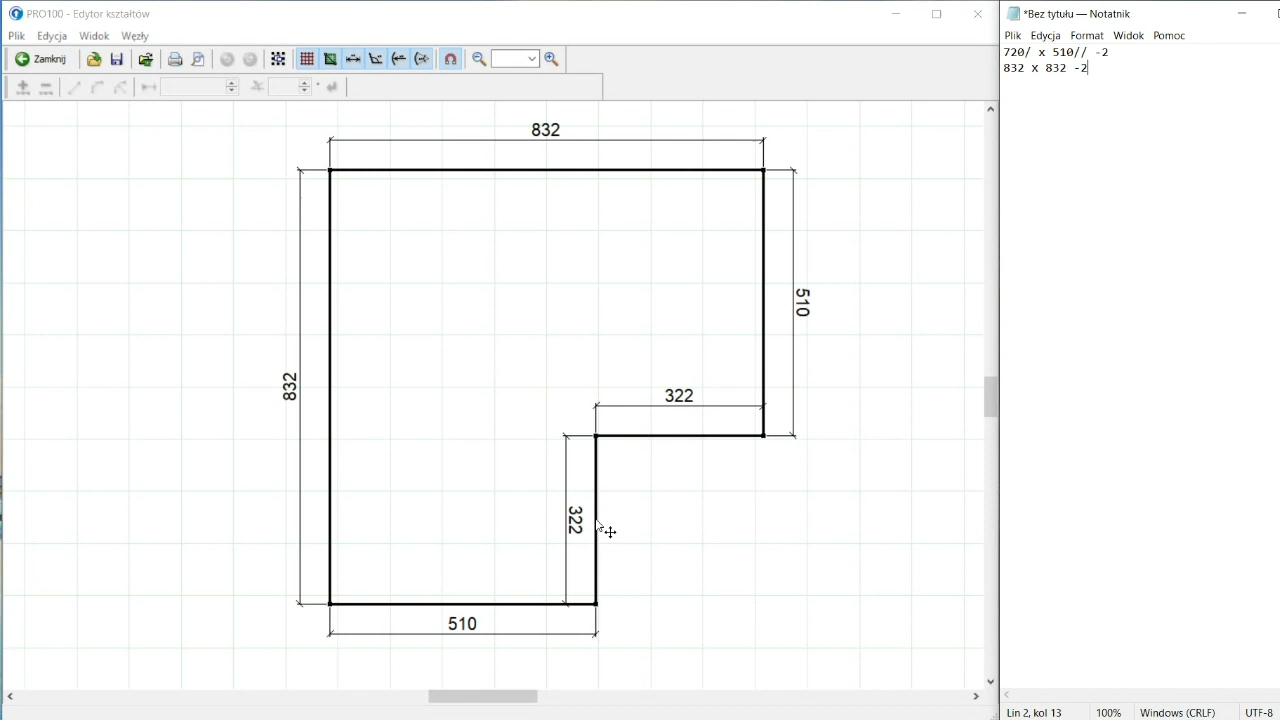 PRO100 - Edytor kształtów
Plik Edycja Widok Węzły
Zamknij
832
832
510
322
322
510
*Bez tytułu — Notatnik
Plik Edycja Format Widok Pomoc
720/ x 510// -2
832 x 832 -2
Lin 2, kol 13 100% Windows (CRLF) UTF-8